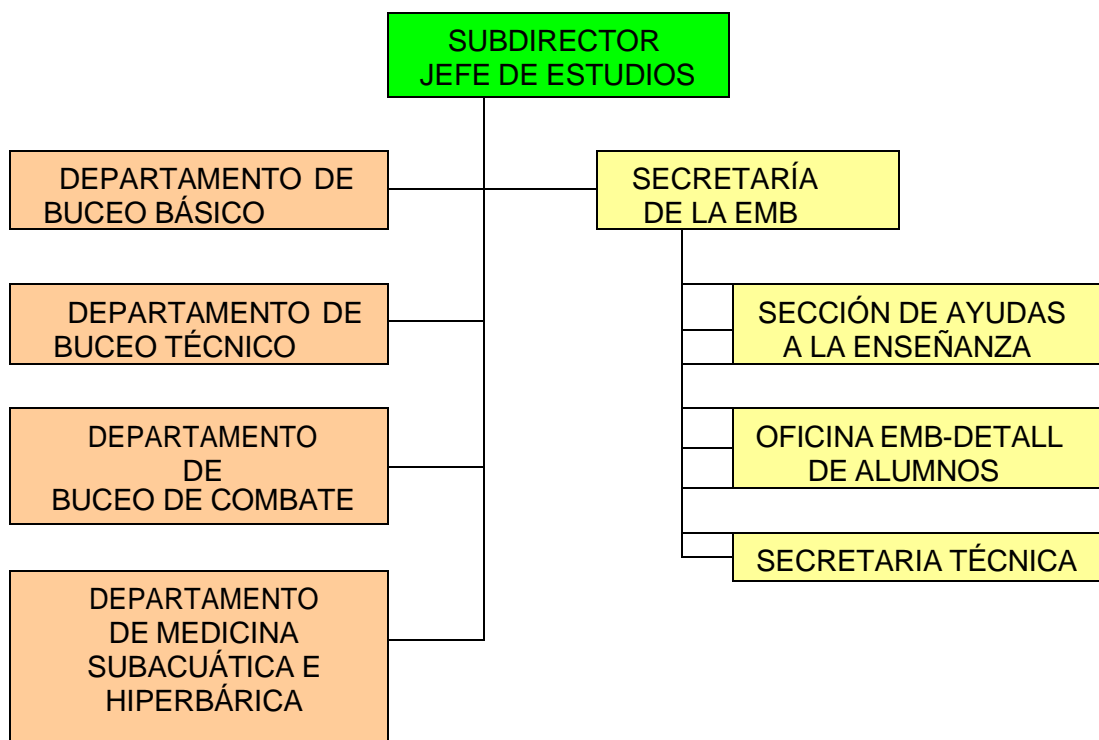 SUBDIRECTOR
JEFE DE ESTUDIOS
DEPARTAMENTO DE
BUCEO BÁSICO
SECRETARÍA
DE LA EMB
DEPARTAMENTO DE
BUCEO TÉCNICO
SECCIÓN DE AYUDAS
A LA ENSEÑANZA
DEPARTAMENTO
DE
BUCEO DE COMBATE
OFICINA EMB-DETALL
DE ALUMNOS
SECRETARIA TÉCNICA
DEPARTAMENTO
DE MEDICINA
SUBACUÁTICA E
HIPERBÁRICA